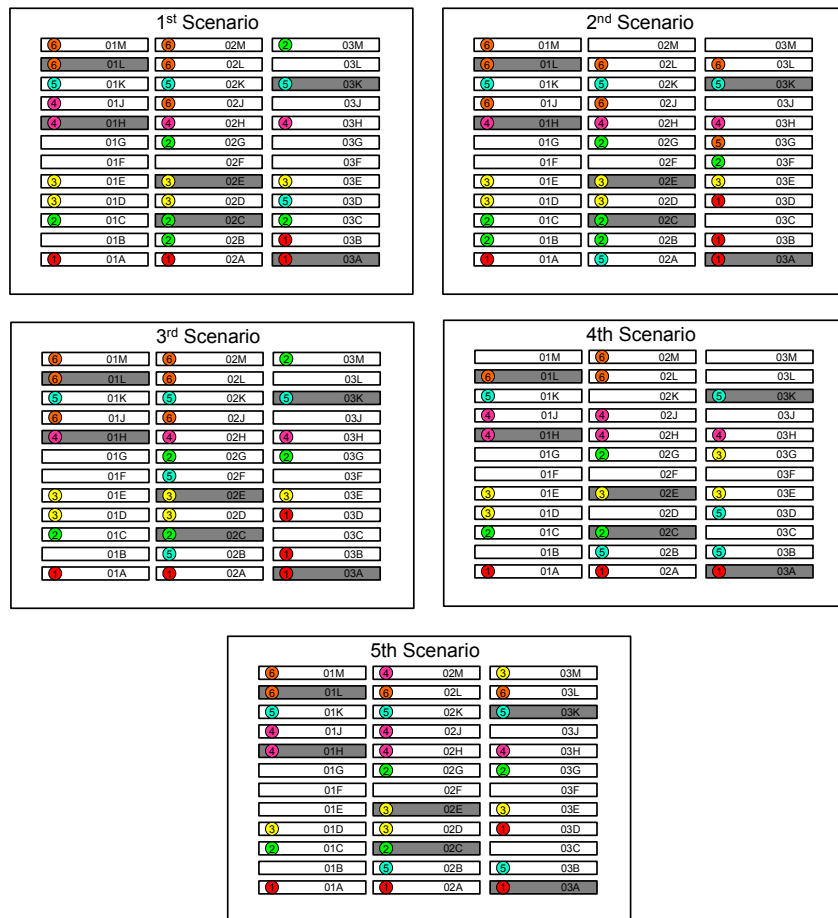 1st Scenario
6 01M 6 02M 2 03M
6 01L 6 02L 03L
5 01K 5 02K 5 03K
4 01J 6 02J 03J
4 01H 4 02H 4 03H
01G 2 02G 03G
01F 02F 03F
3 01E 3 02E 3 03E
3 01D 3 02D 5 03D
2 01C 2 02C 2 03C
01B 2 02B 1 03B
1 01A 1 02A 1 03A
2nd Scenario
6 01M 02M 03M
6 01L 6 02L 6 03L
5 01K 5 02K 5 03K
6 01J 6 02J 03J
4 01H 4 02H 4 03H
01G 2 02G 5 03G
01F 02F 2 03F
3 01E 3 02E 3 03E
3 01D 3 02D 1 03D
2 01C 2 02C 03C
2 01B 2 02B 1 03B
1 01A 5 02A 1 03A
3rd Scenario
6 01M 6 02M 2 03M
6 01L 6 02L 03L
5 01K 5 02K 5 03K
6 01J 6 02J 03J
4 01H 4 02H 4 03H
01G 2 02G 2 03G
01F 5 02F 03F
3 01E 3 02E 3 03E
3 01D 3 02D 1 03D
2 01C 2 02C 03C
01B 5 02B 1 03B
1 01A 1 02A 1 03A
4th Scenario
01M 6 02M 03M
6 01L 6 02L 03L
5 01K 02K 5 03K
4 01J 4 02J 03J
4 01H 4 02H 4 03H
01G 2 02G 3 03G
01F 02F 03F
3 01E 3 02E 3 03E
3 01D 02D 5 03D
2 01C 2 02C 03C
01B 5 02B 5 03B
1 01A 1 02A 1 03A
5th Scenario
6 01M 4 02M 3 03M
6 01L 6 02L 6 03L
5 01K 5 02K 5 03K
4 01J 4 02J 03J
4 01H 4 02H 4 03H
01G 2 02G 2 03G
01F 02F 03F
01E 3 02E 3 03E
3 01D 3 02D 1 03D
2 01C 2 02C 03C
01B 5 02B 5 03B
1 01A 1 02A 1 03A